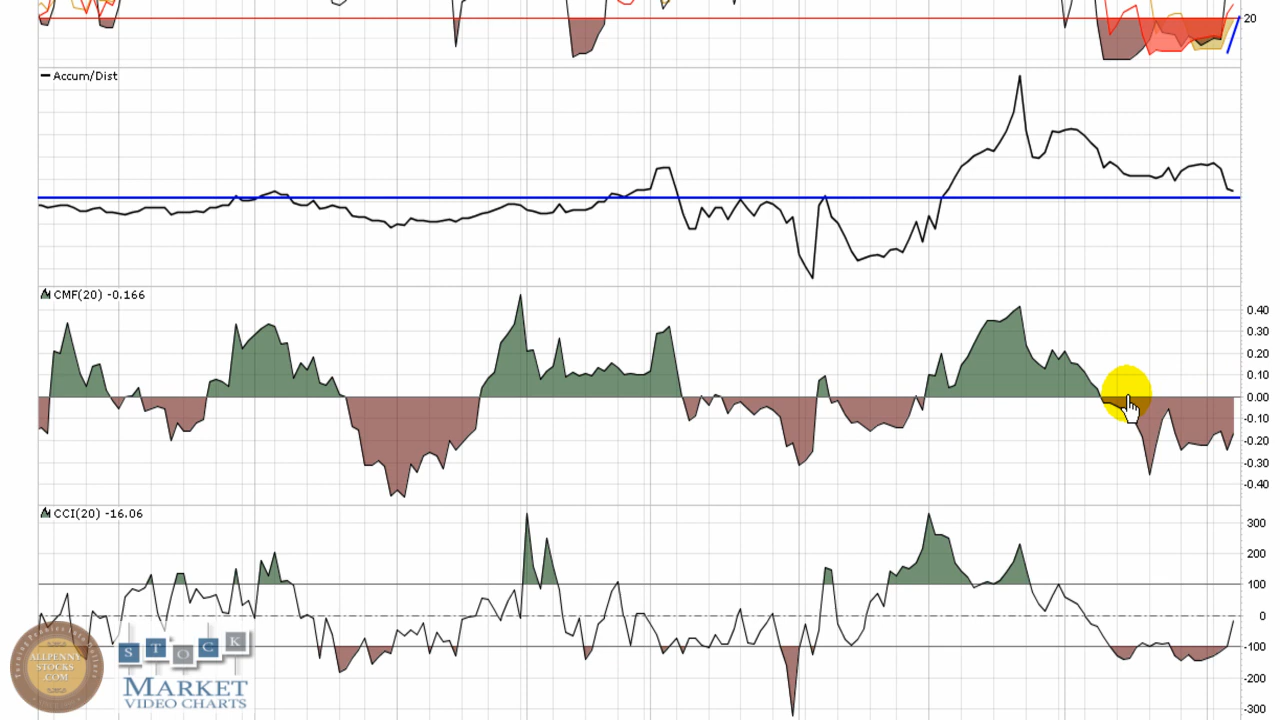 20
Accum/Dist
CMF(20) -0.166
0.40
0.30
0.20
0.10
0.00
-0.10
-0.20
-0.30
-0.40
CCI(20) -16.06
300
200
100
0
-100
-200
-300
ALLPENNY
STOCKS
.COM
STOCK
MARKET
VIDEO CHARTS